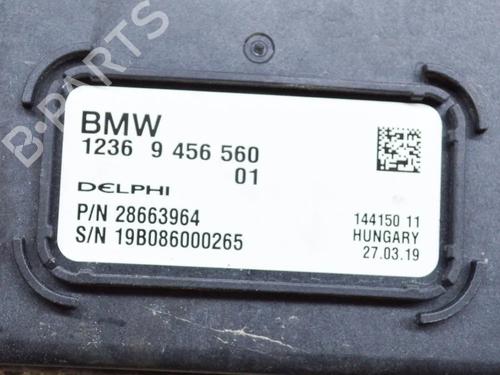 B-PARTS
BMW
1236 9 456 560
01
DELPHI
P/N 28663964
S/N 19B086000265
144150 11
HUNGARY
27.03.19